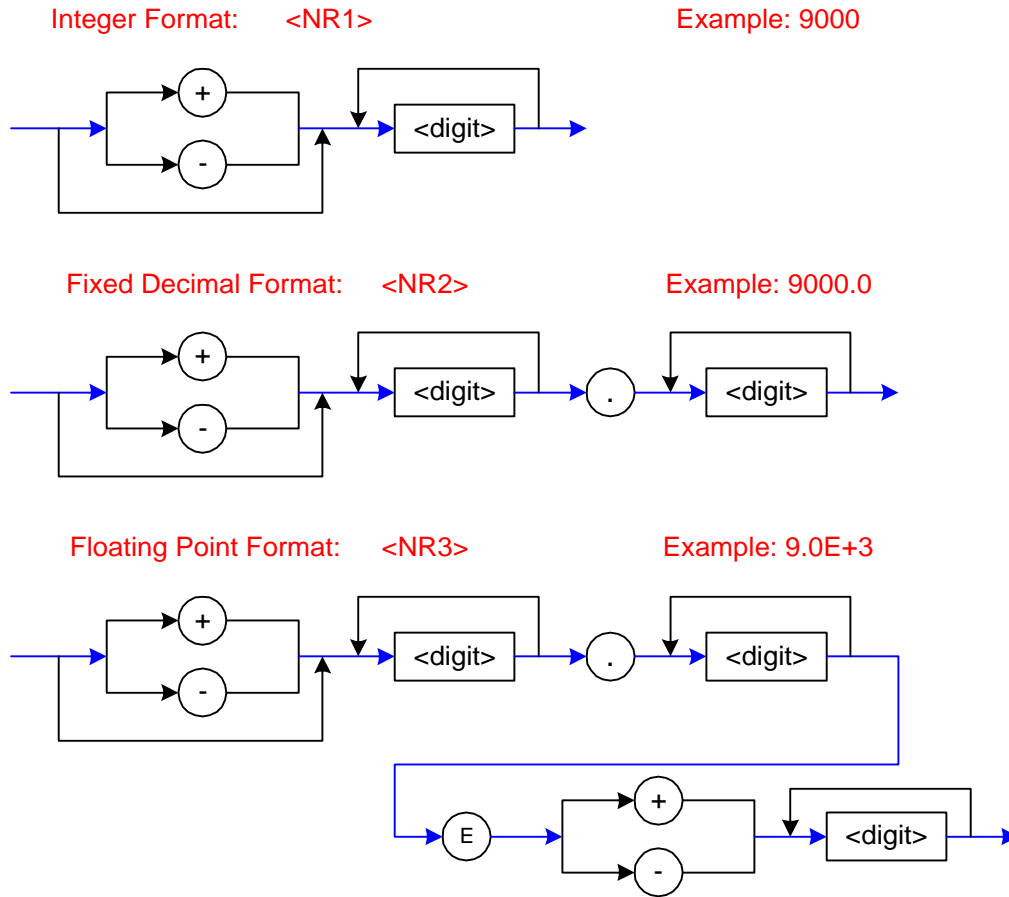 Integer Format: <NR1> Example: 9000
+
<digit>
-
Fixed Decimal Format: <NR2> Example: 9000.0
+
<digit> . <digit>
-
Floating Point Format: <NR3> Example: 9.0E+3
+
<digit> . <digit>
-
+
E <digit>
-